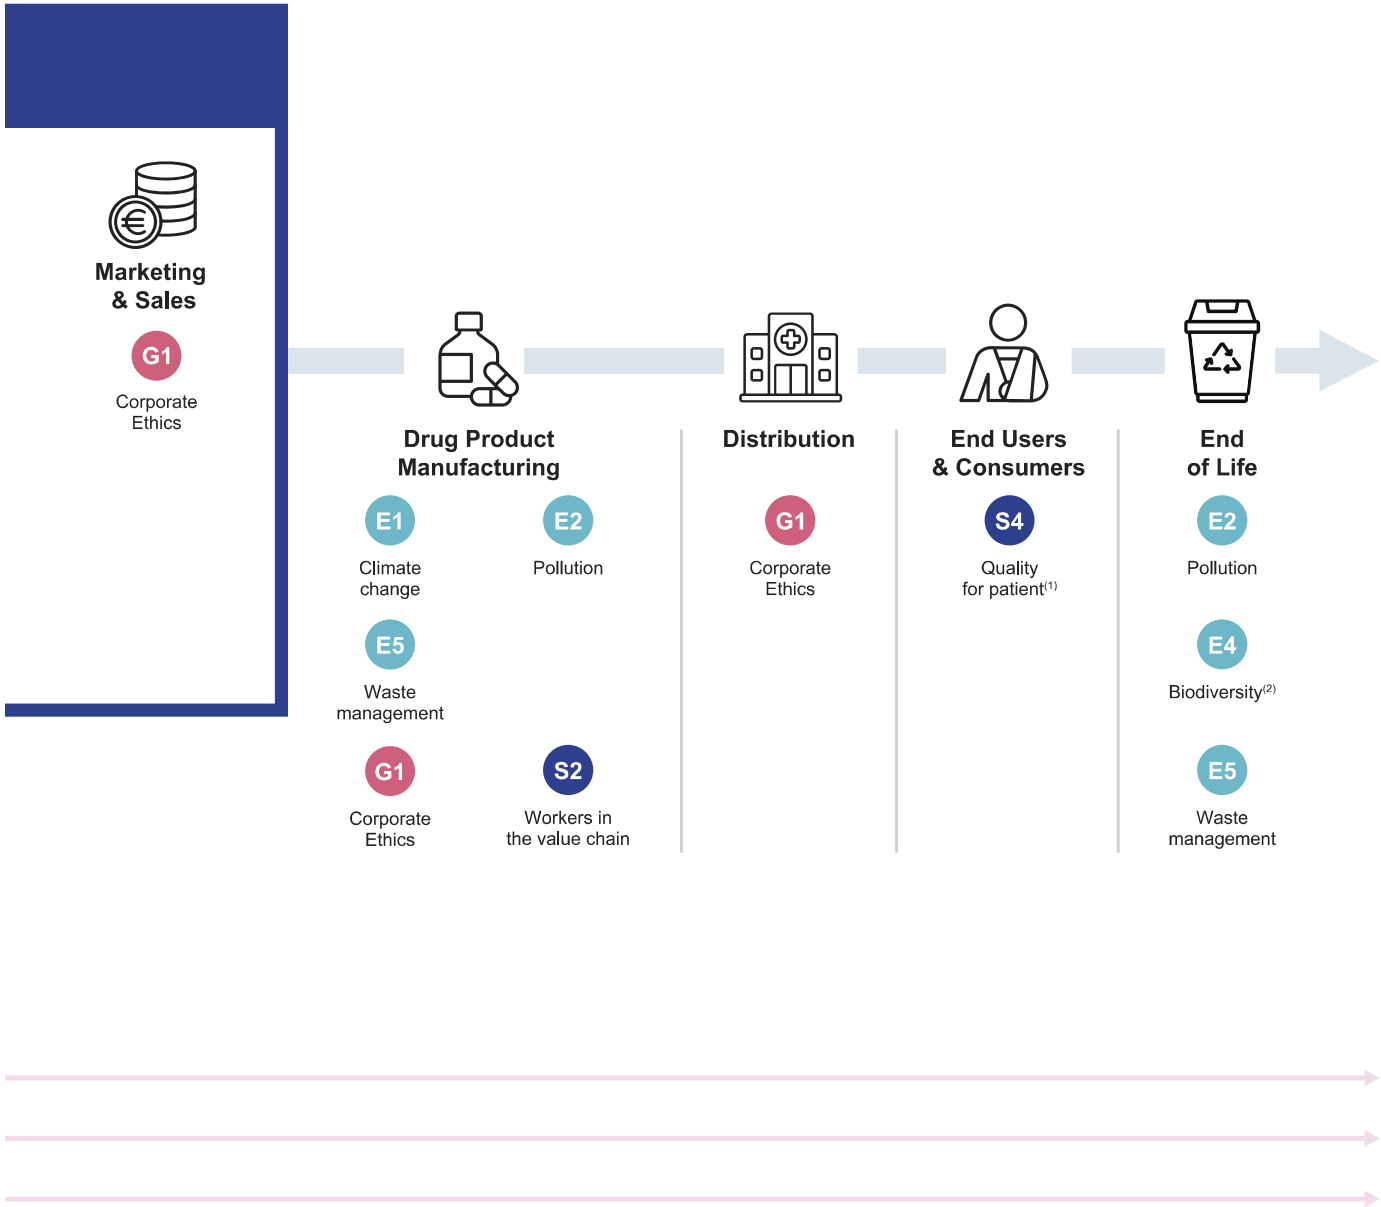 €
Marketing
& Sales
G1
Corporate
Ethics
Drug Product
Manufacturing
E1
Climate
change
E2
Pollution
E5
Waste
management
G1
Corporate
Ethics
S2
Workers in
the value chain
Distribution
G1
Corporate
Ethics
End Users
& Consumers
S4
Quality
for patient(1)
End
of Life
E2
Pollution
E4
Biodiversity(2)
E5
Waste
management